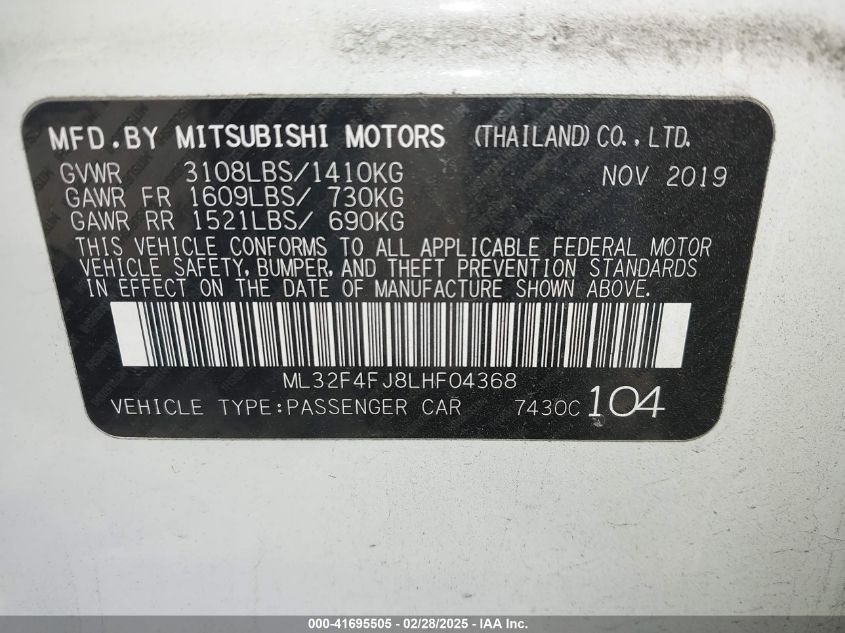 MFD.BY MITSUBISHI MOTORS (THAILAND) CO.,LTD.
GVWR 3108LBS/1410KG NOV 2019
GAWR FR 1609LBS/ 730KG
GAWR RR 1521LBS/ 690KG
THIS VEHICLE CONFORMS TO ALL APPLICABLE FEDERAL MOTOR
VEHICLE SAFETY, BUMPER, AND THEFT PREVENTION STANDARDS
IN EFFECT ON THE DATE OF MANUFACTURE SHOWN ABOVE.
ML32F4FJ8LHF04368
VEHICLE TYPE:PASSENGER CAR 7430C 104
000-41695505 / 02/28/2025 - IAA Inc.